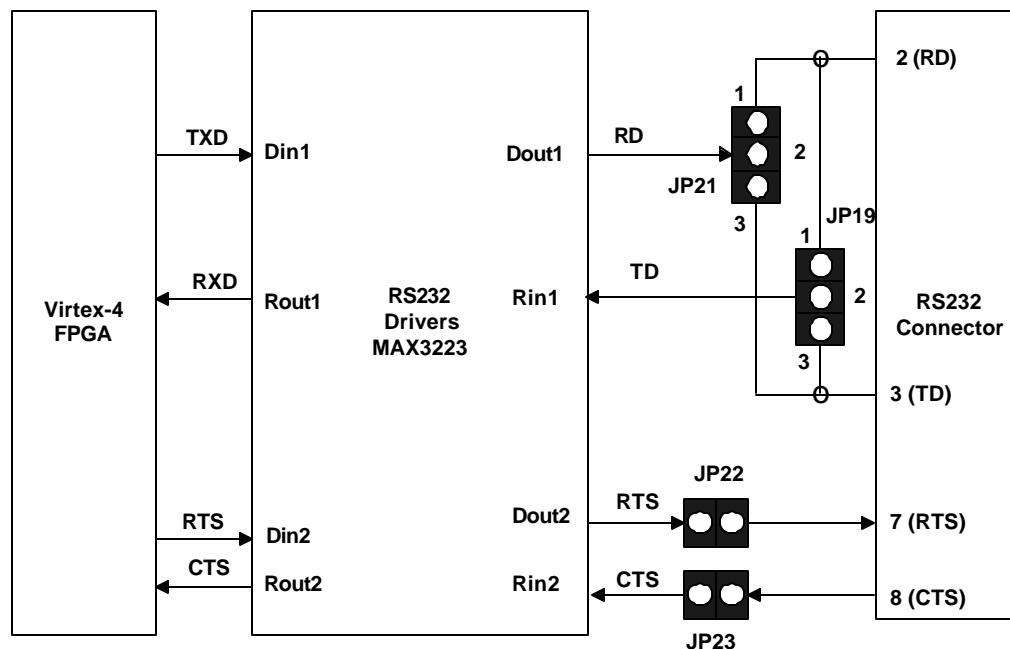 2 (RD)
1
TXD
Din1
Dout1
RD
2
JP21
3
JP19
1
TD
RXD
Rout1
Rin1
2
Virtex-4
FPGA
RS232
Drivers
MAX3223
RS232
Connector
3
3 (TD)
JP22
RTS
Din2
Dout2
RTS
7 (RTS)
CTS
Rout2
Rin2
CTS
8 (CTS)
JP23